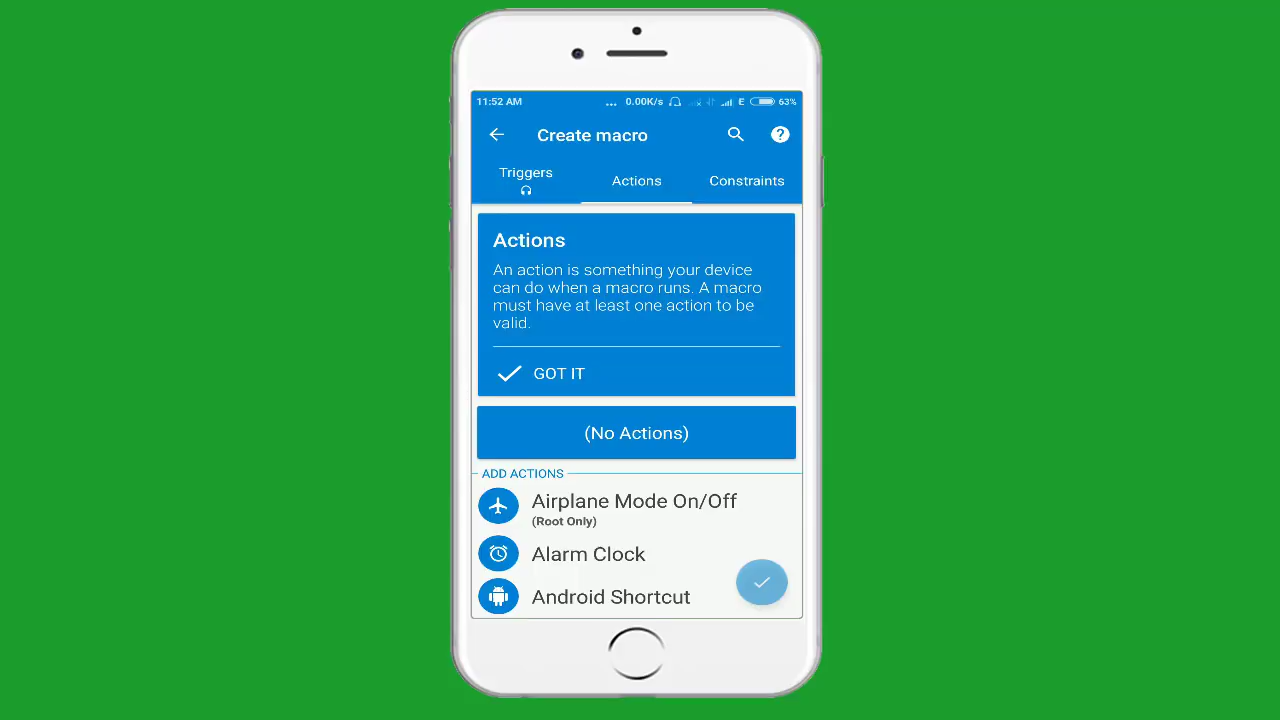 11:52 AM ... 0.00K/s E 63%
Create macro
Triggers Actions Constraints
Actions
An action is something your device
can do when a macro runs. A macro
must have at least one action to be
valid.
GOT IT
(No Actions)
ADD ACTIONS
Airplane Mode On/Off
(Root Only)
Alarm Clock
Android Shortcut